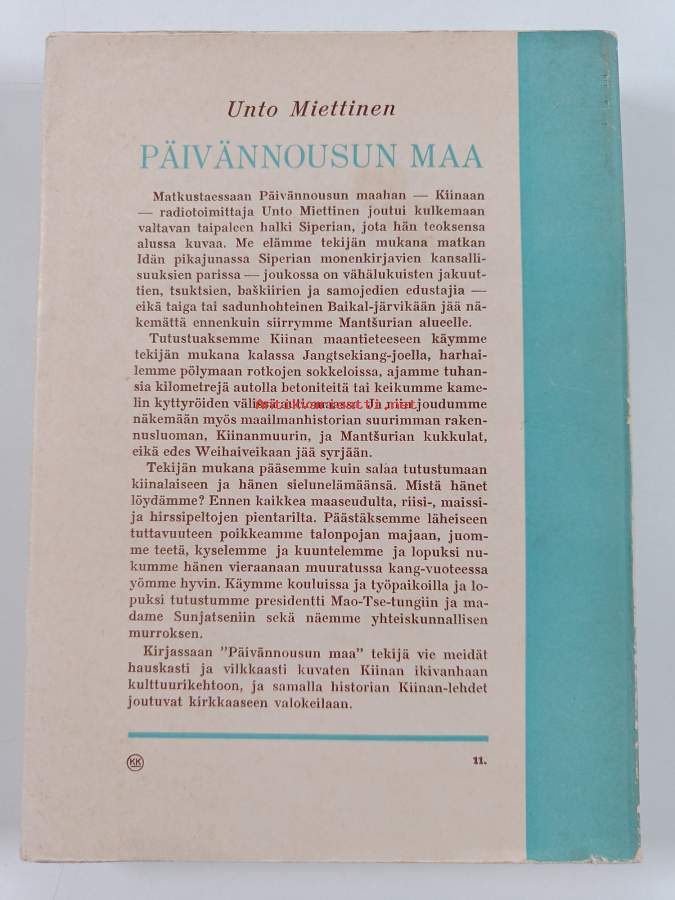 Unto Miettinen
PÄIVÄNNOUSUN MAA
Matkustaessaan Päivännousun maahan — Kiinaan
— radiotoimittaja Unto Miettinen joutui kulkemaan
valtavan taipaleen halki Siperian, jota hän teoksensa
alussa kuvaa. Me elämme tekijän mukana matkan
Idän pikajunassa Siperian monenkirjavien kansalli-
suuksien parissa — joukossa on vähälukuisten jakuut-
tien, tsuktsien, baškiirien ja samojedien edustajia —
eikä taiga tai sadunhohteinen Baikal-järvikään jää nä-
kemättä ennenkuin siirrymme Mantšurian alueelle.
Tutustuaksemme Kiinan maantieteeseen käymme
tekijän mukana kalassa Jangtsekiang-joella, harhai-
lemme pölymaan rotkojen sokkeloissa, ajamme tuhan-
sia kilometrejä autolla betoniteitä tai keikumme kame-
lin kyttyröiden välissä
Ja niin joudumme
Antukvariaatti.net
näkemään myös maailmanhistorian suurimman raken-
nusluoman, Kiinanmuurin, ja Mantšurian kukkulat,
eikä edes Weihaiveikaan jää syrjään.
Tekijän mukana pääsemme kuin salaa tutustumaan
kiinalaiseen ja hänen sielunelämäänsä. Mistä hänet
löydämme? Ennen kaikkea maaseudulta, riisi-, maissi-
ja hirssipeltojen pientarilta. Päästäksemme läheiseen
tuttavuuteen poikkeamme talonpojan majaan, juom-
me teetä, kyselemme ja kuuntelemme ja lopuksi nu-
kumme hänen vieraanaan muuratussa kang-vuoteessa
yömme hyvin. Käymme kouluissa ja työpaikoilla ja lo-
puksi tutustumme presidentti Mao-Tse-tungiin ja ma-
dame Sunjatseniin sekä näemme yhteiskunnallisen
murroksen.
Kirjassaan "Päivännousun maa" tekijä vie meidät
hauskasti ja vilkkaasti kuvaten Kiinan ikivanhaan
kulttuurikehtoon, ja samalla historian Kiinan-lehdet
joutuvat kirkkaaseen valokeilaan.
KK
11.